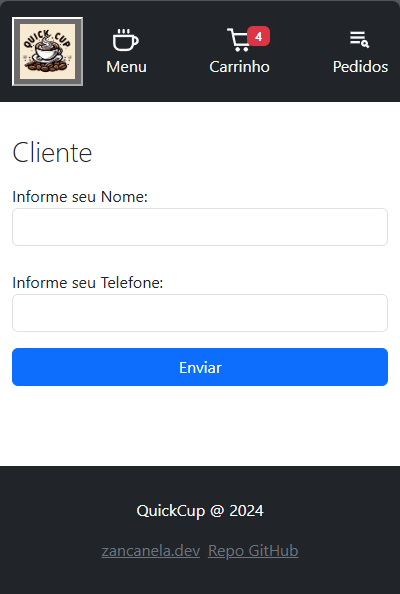 QUICK CUP
Menu
4
Carrinho
Pedidos
Cliente
Informe seu Nome:
Informe seu Telefone:
Enviar
QuickCup @ 2024
zancanela.dev Repo GitHub